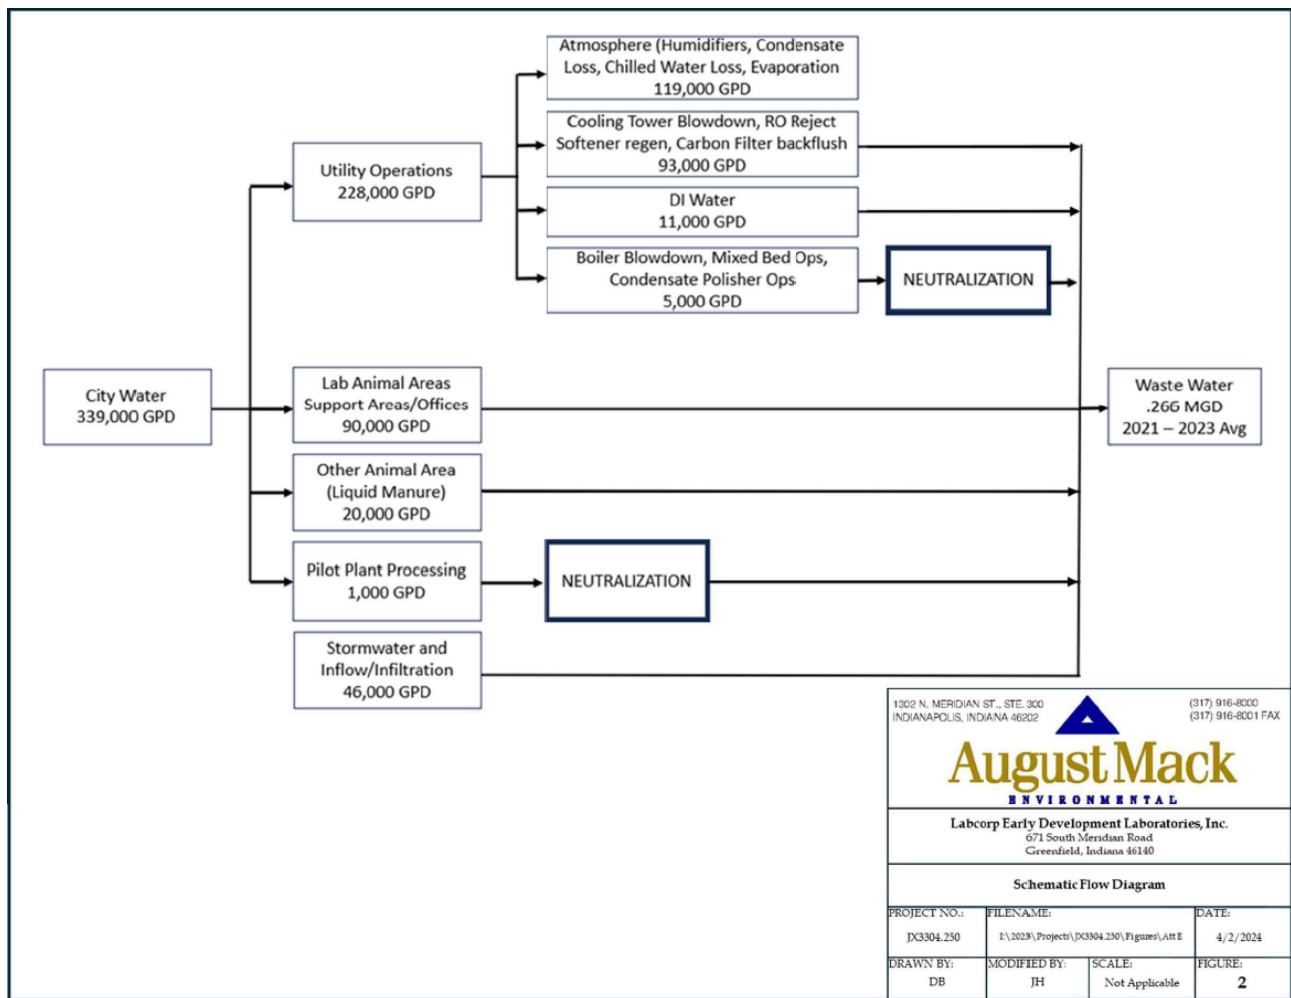 Atmosphere (Humidifiers, Condensate
Loss, Chilled Water Loss, Evaporation
119,000 GPD
Cooling Tower Blowdown, RO Reject
Softener regen, Carbon Filter backflush
93,000 GPD
Utility Operations
228,000 GPD
DI Water
11,000 GPD
Boiler Blowdown, Mixed Bed Ops,
Condensate Polisher Ops
5,000 GPD
NEUTRALIZATION
City Water
339,000 GPD
Lab Animal Areas
Support Areas/Offices
90,000 GPD
Waste Water
.266 MGD
2021 – 2023 Avg
Other Animal Area
(Liquid Manure)
20,000 GPD
Pilot Plant Processing
1,000 GPD
NEUTRALIZATION
Stormwater and
Inflow/Infiltration
46,000 GPD
1302 N. MERIDIAN ST., STE. 300
INDIANAPOLIS, INDIANA 46202
(317) 916-8000
(317) 916-8001 FAX
August Mack
ENVIRONMENTAL
Labcorp Early Development Laboratories, Inc.
671 South Meridian Road
Greenfield, Indiana 46140
Schematic Flow Diagram
PROJECT NO.:
JX3304.250
FILENAME:
I:\2023\Projects\JX3304.250\Figures\Att E
DATE:
4/2/2024
DRAWN BY:
DB
MODIFIED BY:
JH
SCALE:
Not Applicable
FIGURE:
2